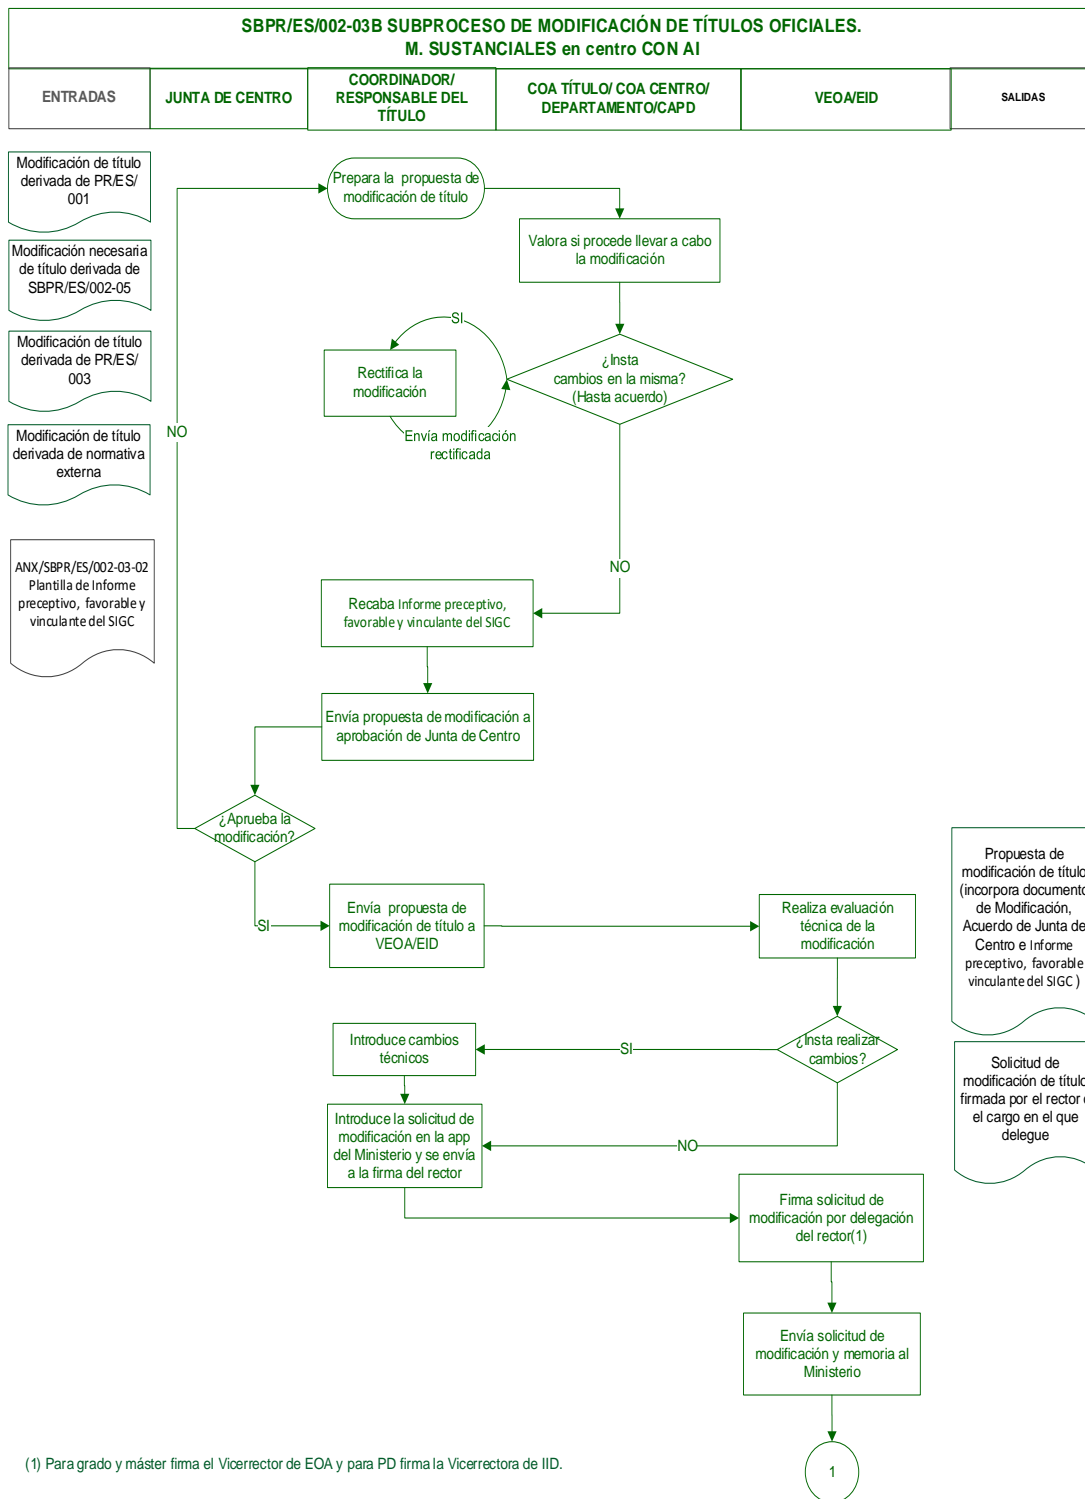 SBPR/ES/002-03B SUBPROCESO DE MODIFICACIÓN DE TÍTULOS OFICIALES.
M. SUSTANCIALES en centro CON AI
ENTRADAS
JUNTA DE CENTRO
COORDINADOR/
RESPONSABLE DEL
TÍTULO
COA TÍTULO/ COA CENTRO/
DEPARTAMENTO/CAPD
VEOA/EID
SALIDAS
Modificación de título
derivada de PR/ES/
001
Modificación necesaria
de título derivada de
SBPR/ES/002-05
Modificación de título
derivada de PR/ES/
003
Modificación de título
derivada de normativa
externa
ANX/SBPR/ES/002-03-02
Plantilla de Informe
preceptivo, favorable y
vinculante del SIGC
Prepara la propuesta de
modificación de título
Valora si procede llevar a cabo
la modificación
¿Insta
cambios en la misma?
(Hasta acuerdo)
SI
Rectifica la
modificación
Envía modificación
rectificada
NO
NO
Recaba Informe preceptivo,
favorable y vinculante del SIGC
Envía propuesta de modificación a
aprobación de Junta de Centro
¿Aprueba la
modificación?
SI
Envía propuesta de
modificación de título a
VEOA/EID
Realiza evaluación
técnica de la
modificación
¿Insta realizar
cambios?
SI
Introduce cambios
técnicos
NO
Introduce la solicitud de
modificación en la app
del Ministerio y se envía
a la firma del rector
Firma solicitud de
modificación por delegación
del rector(1)
Envía solicitud de
modificación y memoria al
Ministerio
1
Propuesta de
modificación de título
(incorpora documento
de Modificación,
Acuerdo de Junta de
Centro e Informe
preceptivo, favorable
vinculante del SIGC )
Solicitud de
modificación de título
firmada por el rector
el cargo en el que
delegue
(1) Para grado y máster firma el Vicerrector de EOA y para PD firma la Vicerrectora de IID.